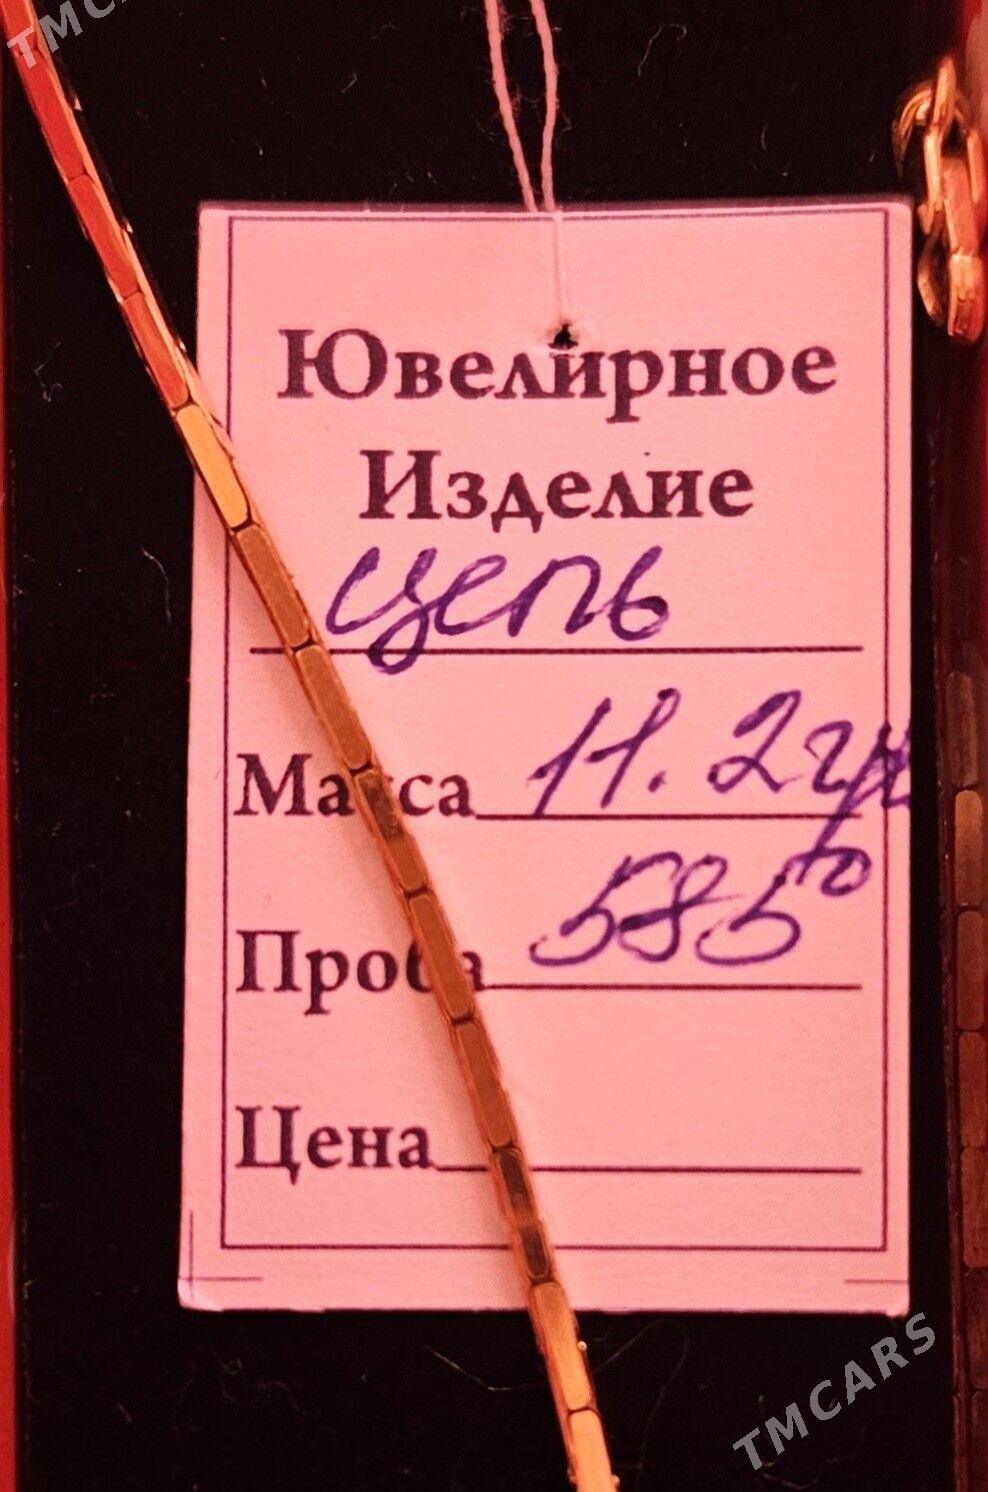 TMCARS
Ювелирное
Изделие
цепь
Масса 11.2гр
Проба 585°
Цена
TMCARS